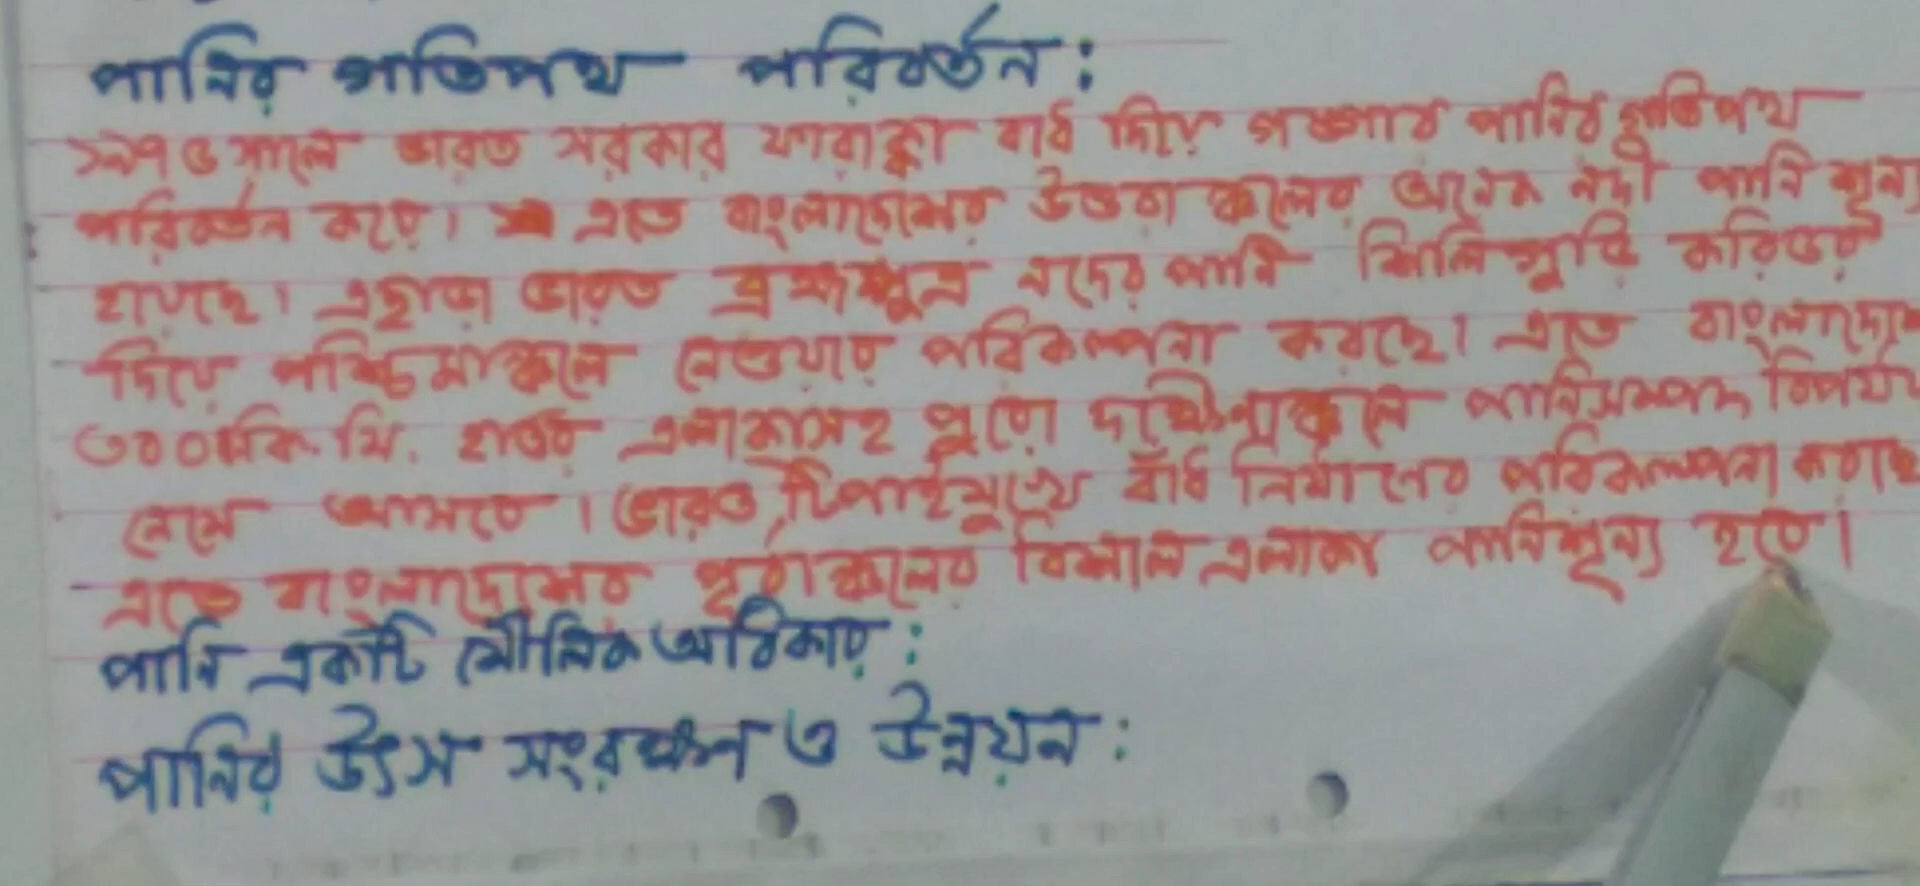 পানির গতিপথ পরিবর্তন :
১৯৭৫ সালে ভারত সরকার ফারাক্কা বাধ দিয়ে গঙ্গার পানির গতিপথ
পরিবর্তন করে। এতে বাংলাদেশের উত্তরাঞ্চলের অনেক নদী পানি শূন্য
হয়েছে। এছাড়া ভারত ব্রহ্মপুত্র নদের পানি শিলিগুড়ি করিডর
দিয়ে পশ্চিমাঞ্চলে নেওয়ার পরিকল্পনা করছে। এতে বাংলাদেশে
কি.মি. হাওর এলাকাসহ পুরো দক্ষিণাঞ্চলে পানিসম্পদ বিপর্যয়
নেমে আসবে। ভারত টিপাইমুখে বাঁধ নির্মাণের পরিকল্পনা করছে
এতে বাংলাদেশের পূর্বাঞ্চলের বিশাল এলাকা পানিশূন্য হবে।
পানি একটি মৌলিক অধিকার :
পানির উৎস সংরক্ষণ ও উন্নয়ন :